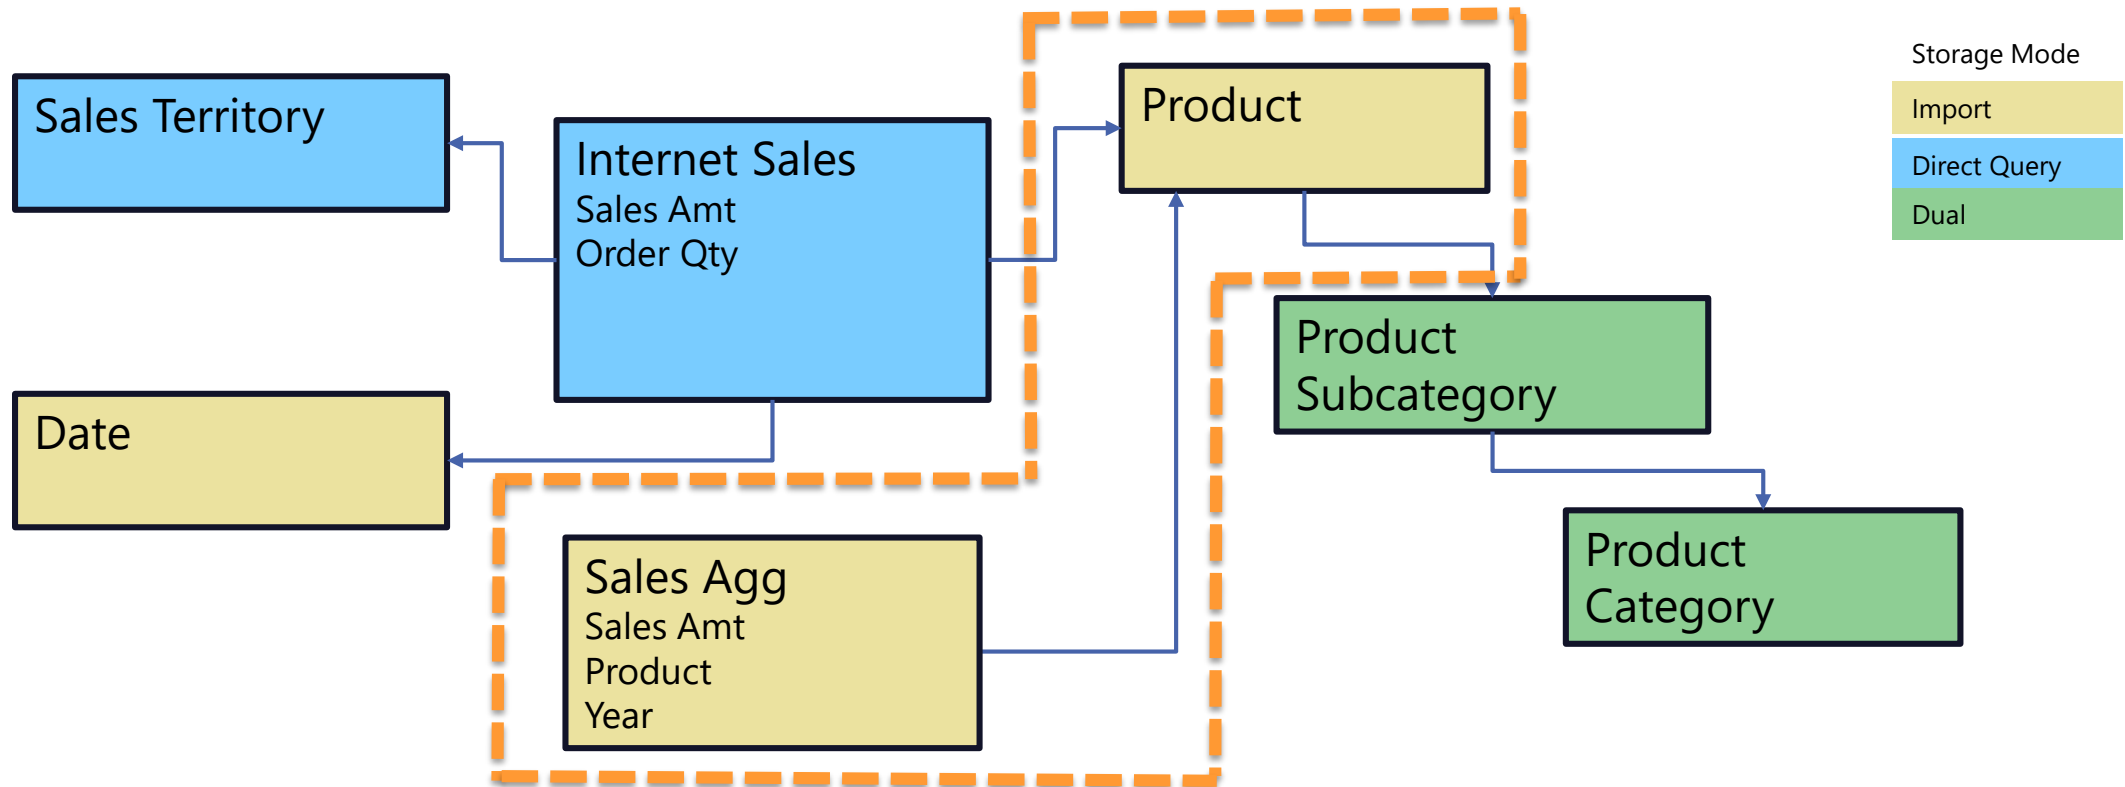 Sales Territory
Internet Sales
Sales Amt
Order Qty
Product
Storage Mode
Import
Direct Query
Dual
Date
Product
Subcategory
Sales Agg
Sales Amt
Product
Year
Product
Category